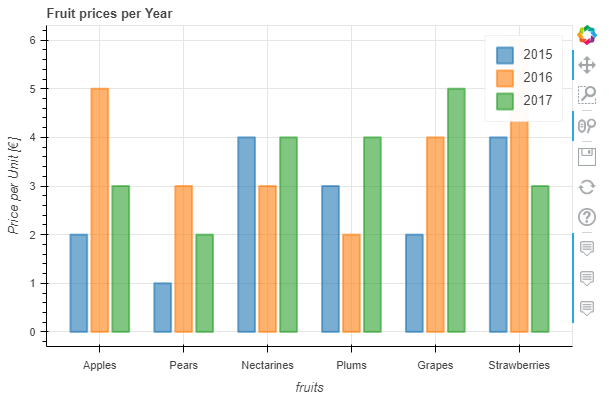 Fruit prices per Year
6
5
4
3
2
1
0
Price per Unit [€]
2015
2016
2017
Apples Pears Nectarines Plums Grapes Strawberries
fruits